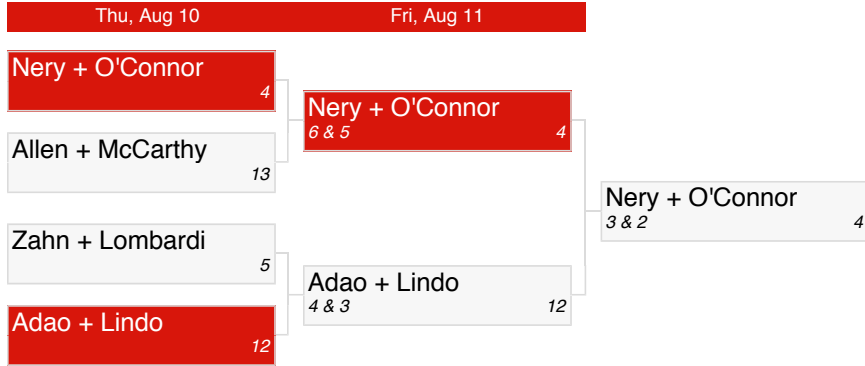 Thu, Aug 10
Fri, Aug 11
Nery + O'Connor
4
Allen + McCarthy
13
Zahn + Lombardi
5
Adao + Lindo
12
Nery + O'Connor
6 & 5 4
Adao + Lindo
4 & 3 12
Nery + O'Connor
3 & 2 4